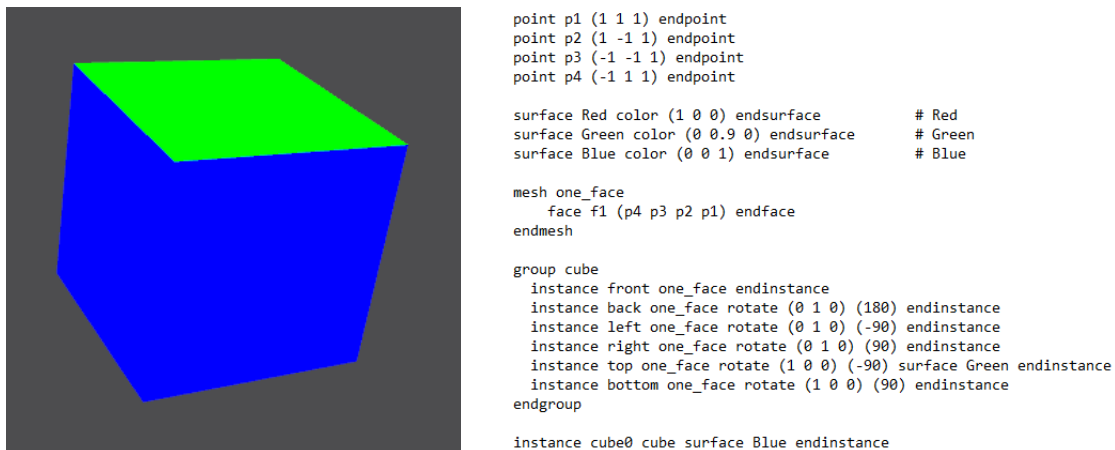 point p1 (1 1 1) endpoint
point p2 (1 -1 1) endpoint
point p3 (-1 -1 1) endpoint
point p4 (-1 1 1) endpoint
surface Red color (1 0 0) endsurface # Red
surface Green color (0 0.9 0) endsurface # Green
surface Blue color (0 0 1) endsurface # Blue
mesh one_face
face f1 (p4 p3 p2 p1) endface
endmesh
group cube
instance front one_face endinstance
instance back one_face rotate (0 1 0) (180) endinstance
instance left one_face rotate (0 1 0) (-90) endinstance
instance right one_face rotate (0 1 0) (90) endinstance
instance top one_face rotate (1 0 0) (-90) surface Green endinstance
instance bottom one_face rotate (1 0 0) (90) endinstance
endgroup
instance cube0 cube surface Blue endinstance